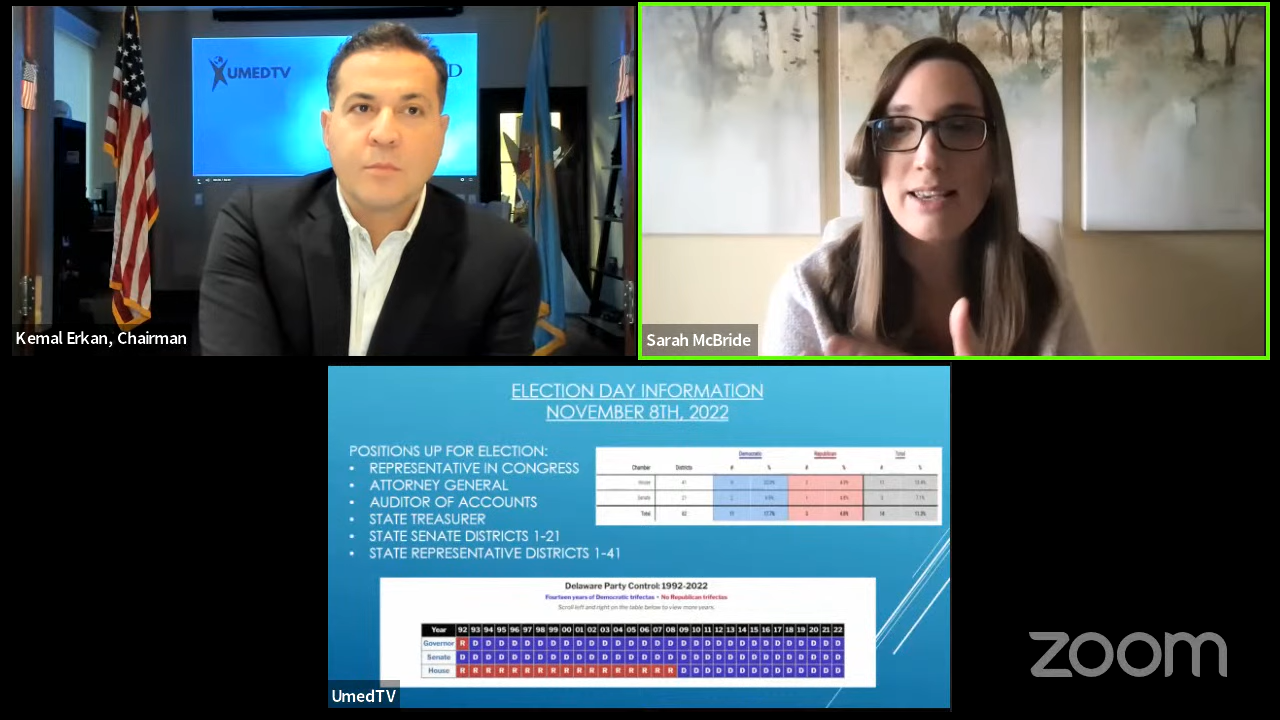 UMEDTV
D
Kemal Erkan, Chairman
Sarah McBride
ELECTION DAY INFORMATION
NOVEMBER 8TH, 2022
POSITIONS UP FOR ELECTION:
• REPRESENTATIVE IN CONGRESS
• ATTORNEY GENERAL
• AUDITOR OF ACCOUNTS
• STATE TREASURER
• STATE SENATE DISTRICTS 1-21
• STATE REPRESENTATIVE DISTRICTS 1-41
Democratic Republican Total
Chamber Districts # % # % # %
House 41
Senate 21
Total 62 11 17.7%
Delaware Party Control: 1992-2022
Fourteen years of Democratic trifectas • No Republican trifectas
Scroll left and right on the table below to view more years.
Year 92 93 94 95 96 97 98 99 00 01 02 03 04 05 06 07 08 09 10 11 12 13 14 15 16 17 18 19 20 21 22
Governor R D D D D D D D D D D D D D D D D D D D D D D D D D D D D D D
Senate D D D D D D D D D D D D D D D D D D D D D D D D D D D D D D D
House R R R R R R R R R R R R R R R R R D D D D D D D D D D D D D D
UmedTV
zoom